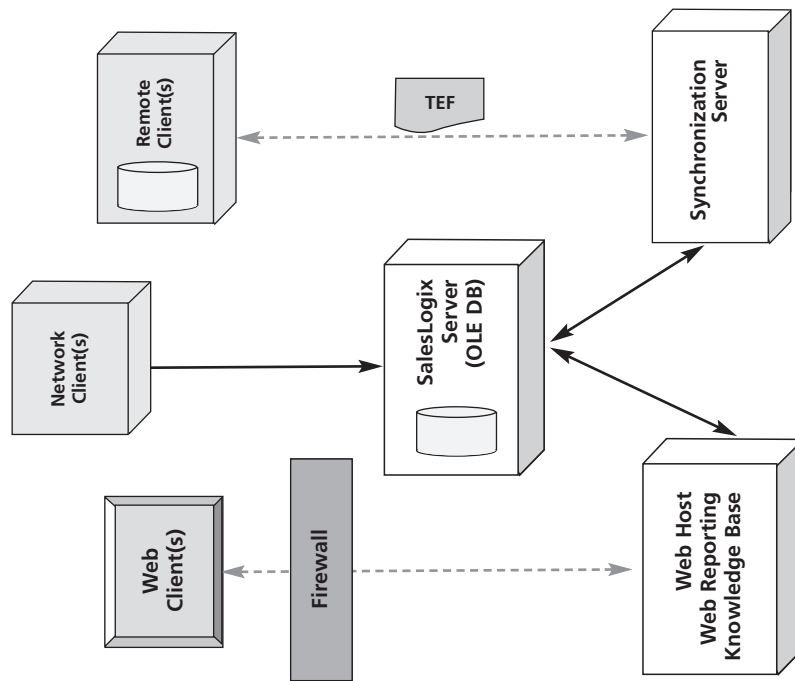 Remote
Client(s)
TEF
Synchronization
Server
Network
Client(s)
SalesLogix
Server
(OLE DB)
Web
Client(s)
Firewall
Web Host
Web Reporting
Knowledge Base